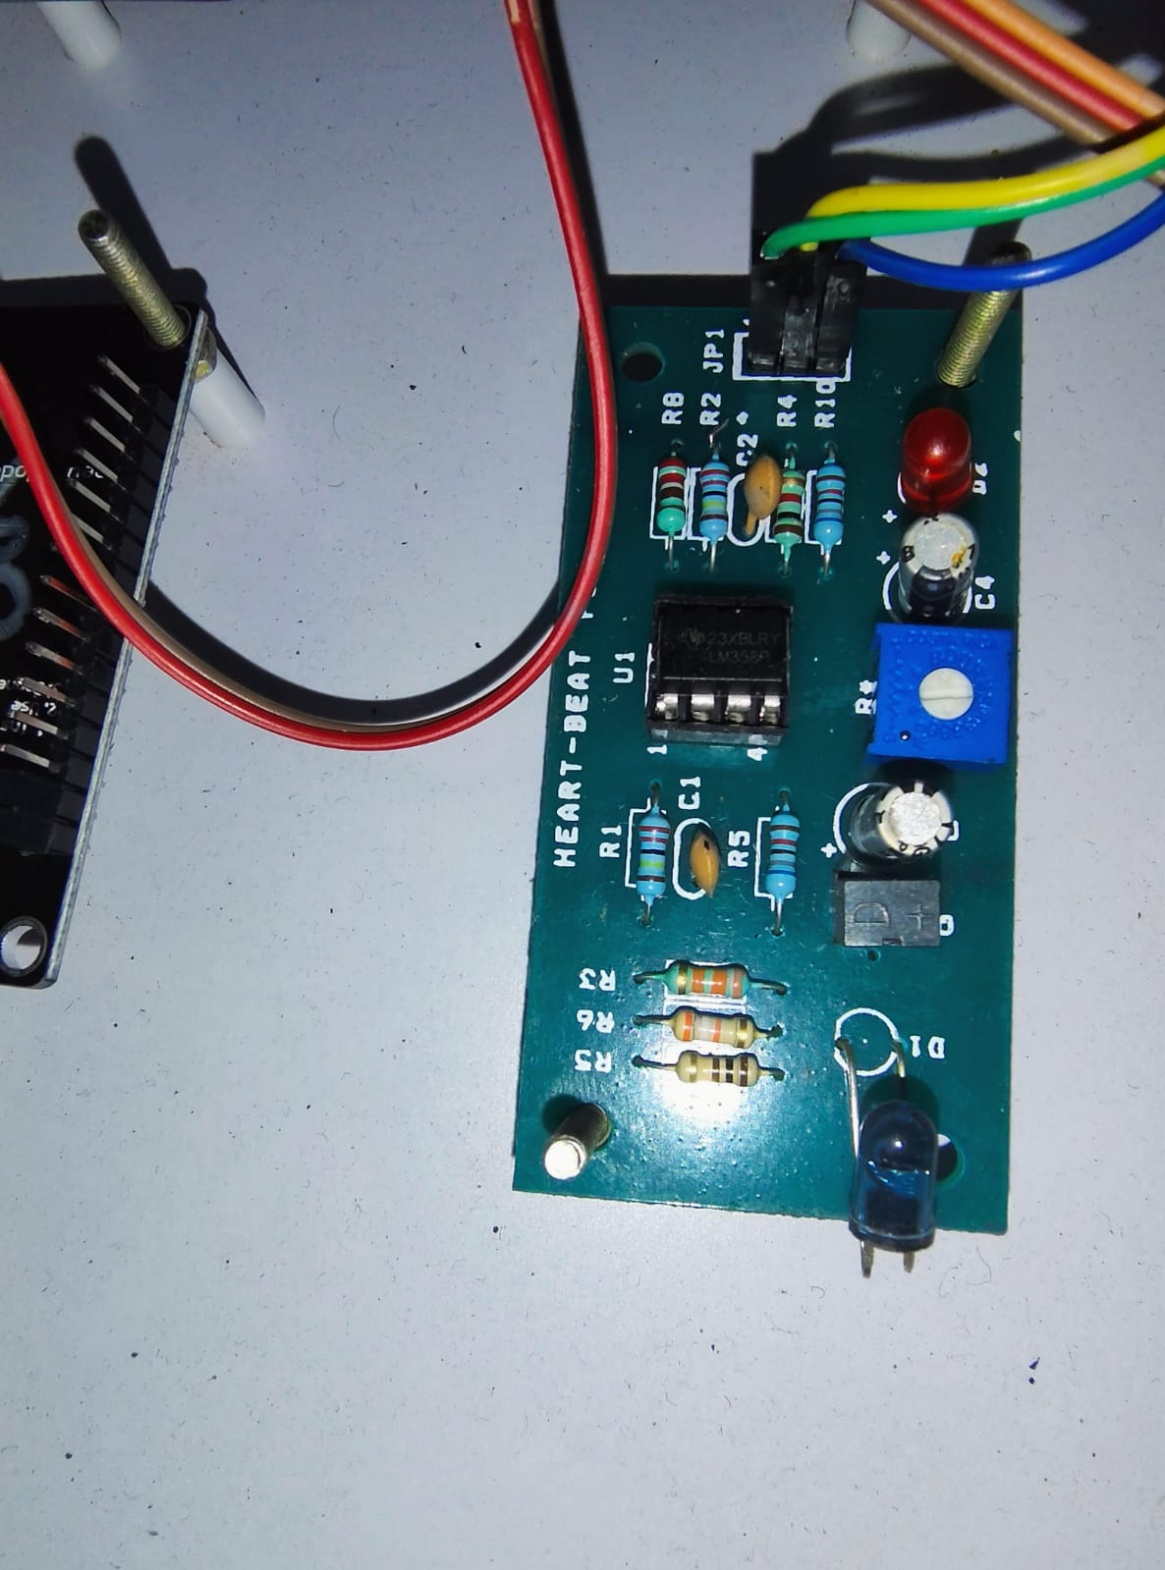 JP1
R8
R2
C2
R4
R10
+
+
C4
23XBLRY
LM358P
U1
1
4
HEART-BEAT
R1
C1
R5
+
D +
R3
R6
R5
D1